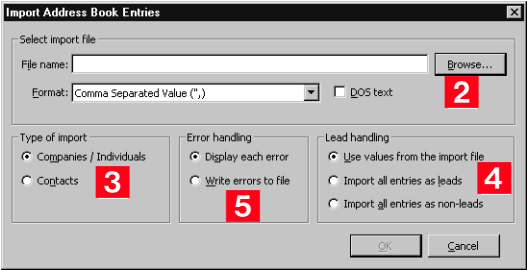 Import Address Book Entries
Select import file
File name:
Browse...
2
Format: Comma Separated Value (",) DOS text
Type of import
Companies / Individuals
Contacts
3
Error handling
Display each error
Write errors to file
5
Lead handling
Use values from the import file
Import all entries as leads
Import all entries as non-leads
4
OK Cancel